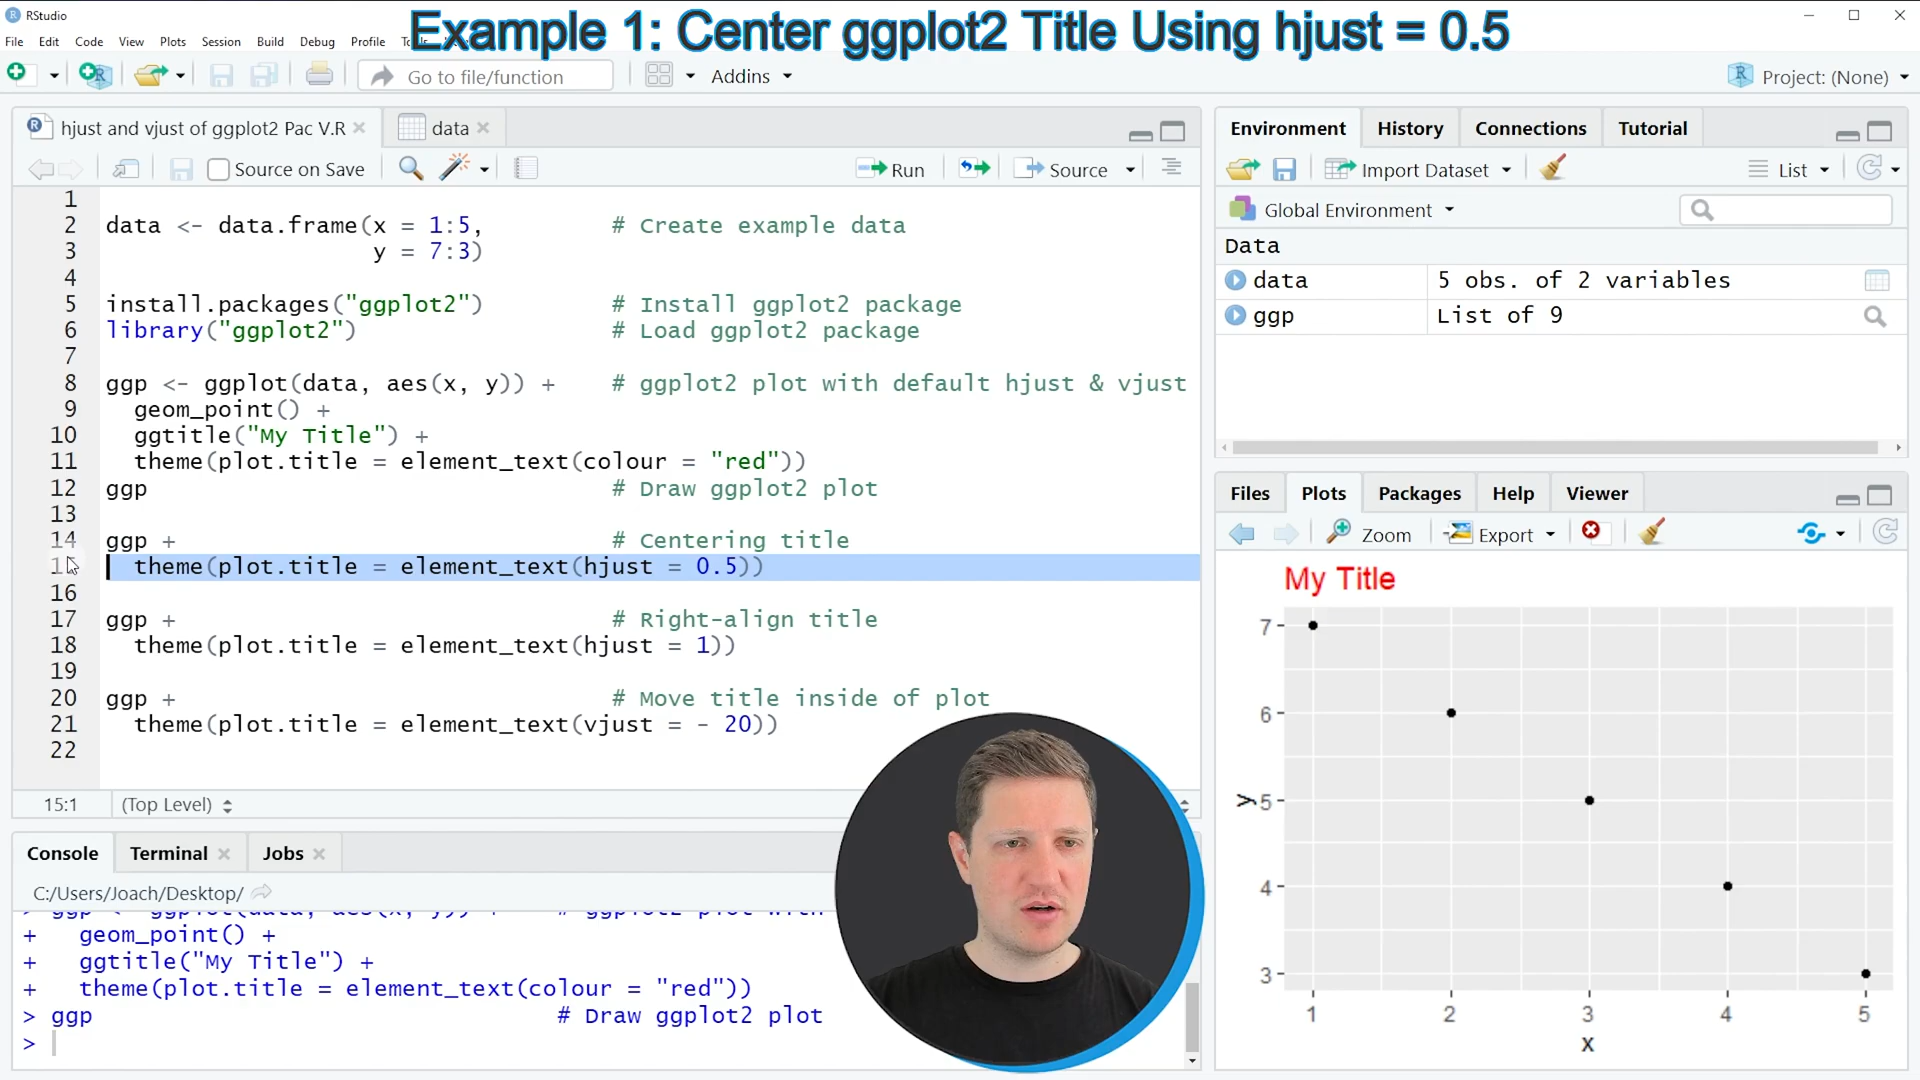 RStudio
Example 1: Center ggplot2 Title Using hjust = 0.5
File Edit Code View Plots Session Build Debug Profile
Go to file/function
Addins
Project: (None)
hjust and vjust of ggplot2 Pac V.R
data
Source on Save
Run
Source
1
2 data <- data.frame(x = 1:5, # Create example data
3 y = 7:3)
4
5 install.packages("ggplot2") # Install ggplot2 package
6 library("ggplot2") # Load ggplot2 package
7
8 ggp <- ggplot(data, aes(x, y)) + # ggplot2 plot with default hjust & vjust
9 geom_point() +
10 ggtitle("My Title") +
11 theme(plot.title = element_text(colour = "red"))
12 ggp # Draw ggplot2 plot
13
14 ggp + # Centering title
theme(plot.title = element_text(hjust = 0.5))
16
17 ggp + # Right-align title
18 theme(plot.title = element_text(hjust = 1))
19
20 ggp + # Move title inside of plot
21 theme(plot.title = element_text(vjust = - 20))
22
15:1 (Top Level)
Console Terminal Jobs
C:/Users/Joach/Desktop/
> ggp <- ggplot(data, aes(x, y)) + # ggplot2 plot with
+ geom_point() +
+ ggtitle("My Title") +
+ theme(plot.title = element_text(colour = "red"))
> ggp # Draw ggplot2 plot
>
Environment History Connections Tutorial
Import Dataset
List
Global Environment
Data
data 5 obs. of 2 variables
ggp List of 9
Files Plots Packages Help Viewer
Zoom
Export
My Title
7
6
5
4
3
y
1 2 3 4 5
x